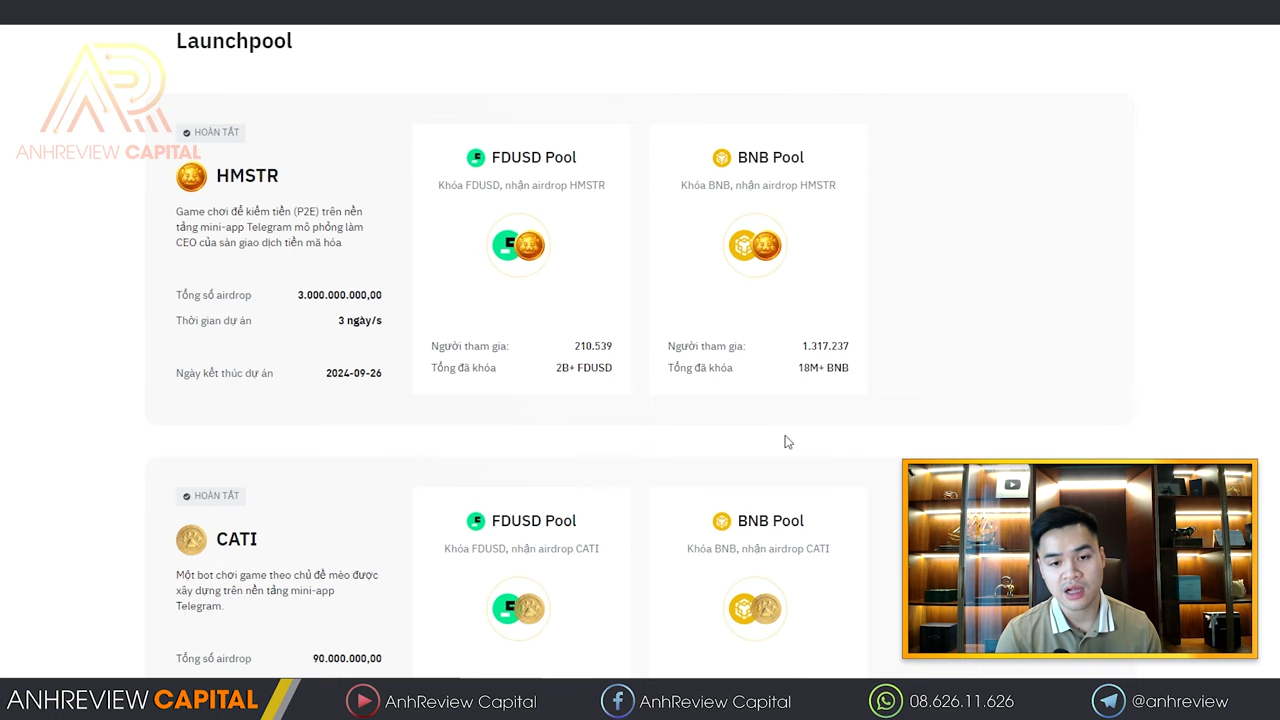 Launchpool
ANHREVIEW CAPITAL
HOÀN TẤT
HMSTR
Game chơi để kiếm tiền (P2E) trên nền
tảng mini-app Telegram mô phỏng làm
CEO của sàn giao dịch tiền mã hóa
Tổng số airdrop 3.000.000.000,00
Thời gian dự án 3 ngày/s
Ngày kết thúc dự án 2024-09-26
FDUSD Pool
Khóa FDUSD, nhận airdrop HMSTR
Người tham gia: 210.539
Tổng đã khóa 2B+ FDUSD
BNB Pool
Khóa BNB, nhận airdrop HMSTR
Người tham gia: 1.317.237
Tổng đã khóa 18M+ BNB
HOÀN TẤT
CATI
Một bot chơi game theo chủ đề mèo được
xây dựng trên nền tảng mini-app
Telegram.
Tổng số airdrop 90.000.000,00
FDUSD Pool
Khóa FDUSD, nhận airdrop CATI
BNB Pool
Khóa BNB, nhận airdrop CATI
ANHREVIEW CAPITAL
AnhReview Capital
AnhReview Capital
08.626.11.626
@anhreview